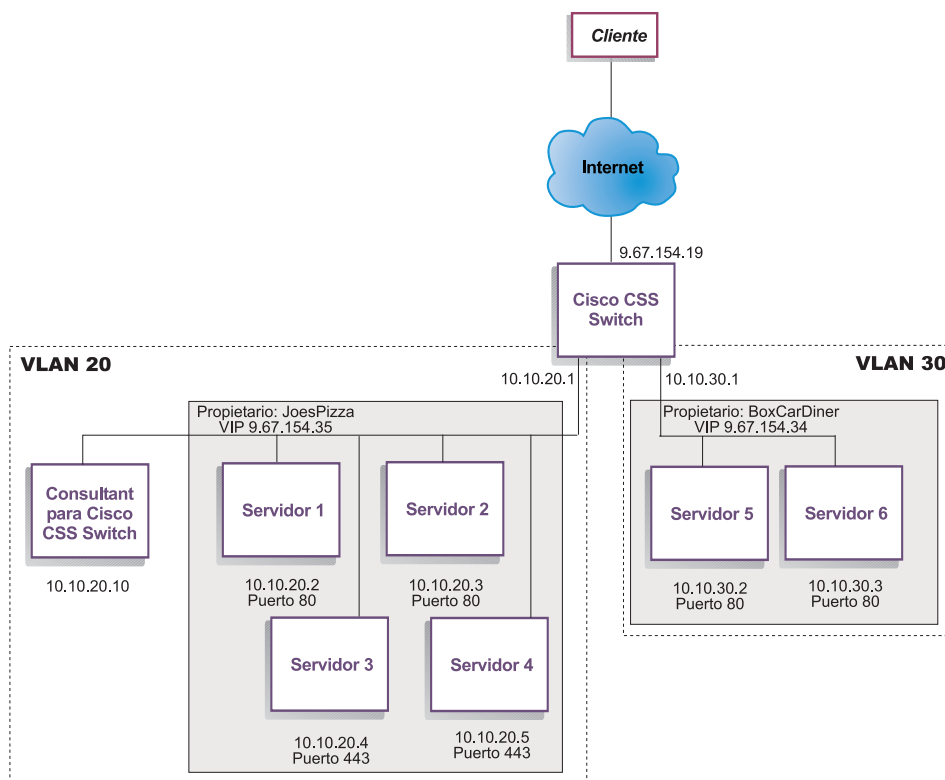 Cliente
Internet
9.67.154.19
Cisco CSS
Switch
VLAN 20
VLAN 30
10.10.20.1
10.10.30.1
Propietario: JoesPizza
VIP 9.67.154.35
Propietario: BoxCarDiner
VIP 9.67.154.34
Consultant
para Cisco
CSS Switch
10.10.20.10
Servidor 1
10.10.20.2
Puerto 80
Servidor 2
10.10.20.3
Puerto 80
Servidor 5
10.10.30.2
Puerto 80
Servidor 6
10.10.30.3
Puerto 80
Servidor 3
10.10.20.4
Puerto 443
Servidor 4
10.10.20.5
Puerto 443